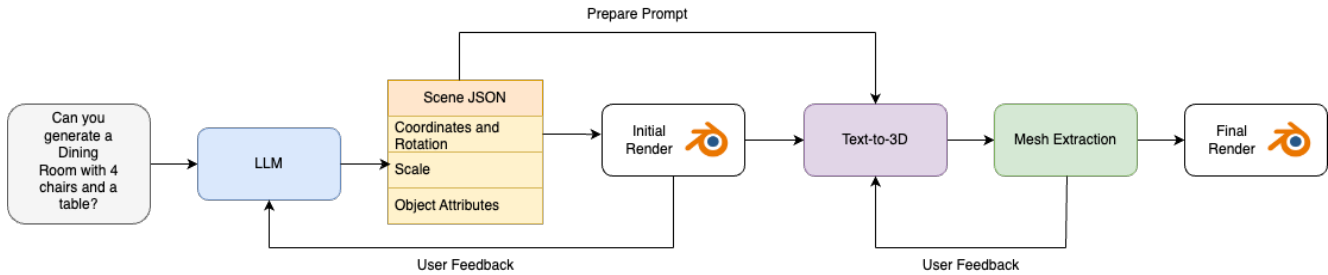 Prepare Prompt
Can you
generate a
Dining
Room with 4
chairs and a
table?
LLM
Scene JSON
Coordinates and
Rotation
Scale
Object Attributes
Initial
Render
Text-to-3D
Mesh Extraction
Final
Render
User Feedback
User Feedback